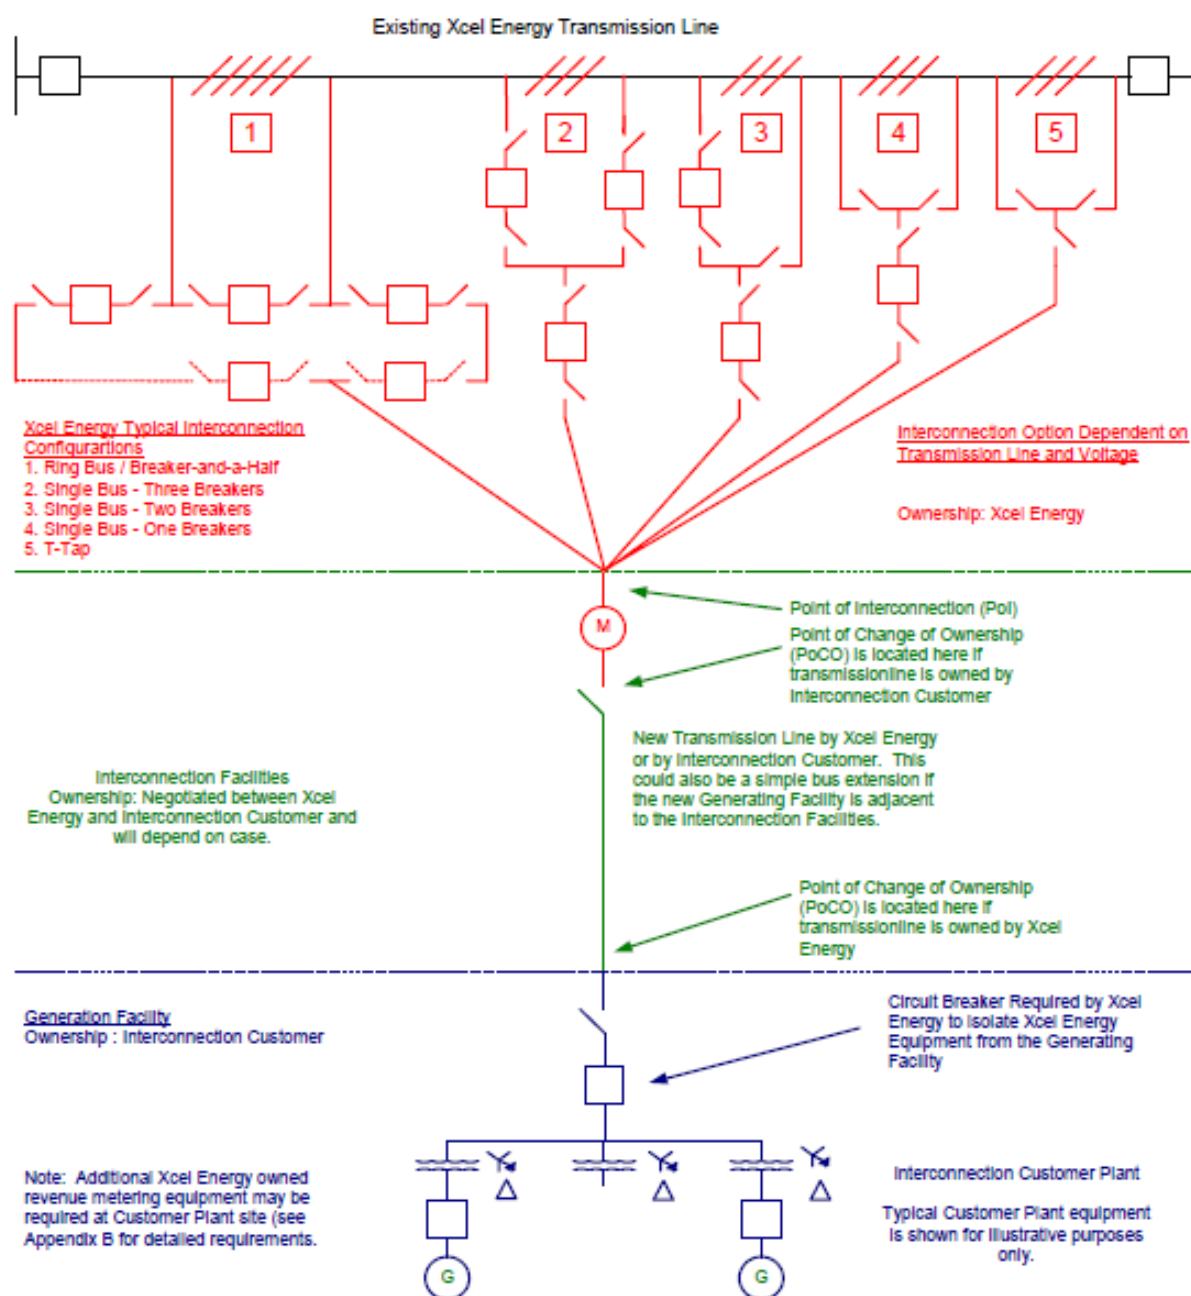 Existing Xcel Energy Transmission Line
1
2
3
4
5
Xcel Energy Typical Interconnection
Configurartions
1. Ring Bus / Breaker-and-a-Half
2. Single Bus - Three Breakers
3. Single Bus - Two Breakers
4. Single Bus - One Breakers
5. T-Tap
Interconnection Option Dependent on
Transmission Line and Voltage
Ownership: Xcel Energy
Point of Interconnection (PoI)
M
Point of Change of Ownership
(PoCO) is located here if
transmissionline is owned by
Interconnection Customer
New Transmission Line by Xcel Energy
or by Interconnection Customer. This
could also be a simple bus extension if
the new Generating Facility is adjacent
to the Interconnection Facilities.
Interconnection Facilities
Ownership: Negotiated between Xcel
Energy and Interconnection Customer and
will depend on case.
Point of Change of Ownership
(PoCO) is located here if
transmissionline is owned by Xcel
Energy
Generation Facility
Ownership : Interconnection Customer
Circuit Breaker Required by Xcel
Energy to Isolate Xcel Energy
Equipment from the Generating
Facility
Note: Additional Xcel Energy owned
revenue metering equipment may be
required at Customer Plant site (see
Appendix B for detailed requirements.
Interconnection Customer Plant
Typical Customer Plant equipment
is shown for illustrative purposes
only.
G
G